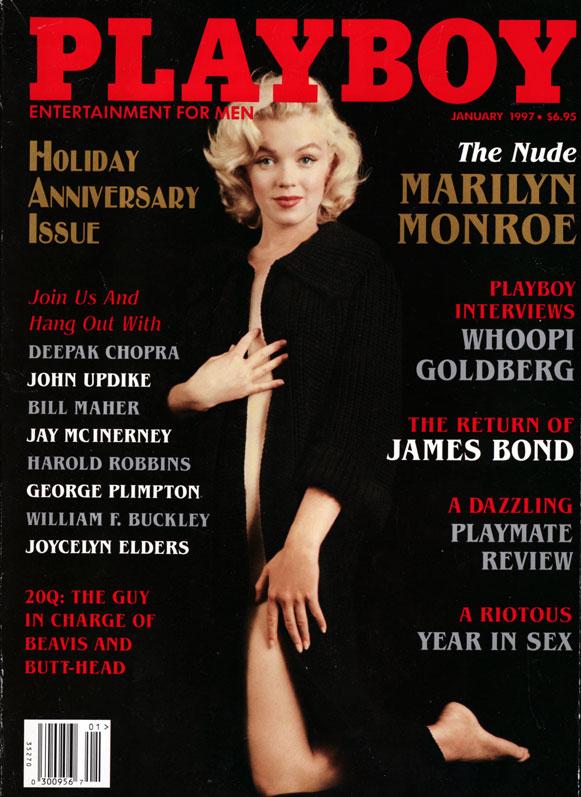 PLAYBOY
ENTERTAINMENT FOR MEN
JANUARY 1997 • $6.95
HOLIDAY
ANNIVERSARY
ISSUE
The Nude
MARILYN
MONROE
Join Us And
Hang Out With
DEEPAK CHOPRA
JOHN UPDIKE
BILL MAHER
JAY MCINERNEY
HAROLD ROBBINS
GEORGE PLIMPTON
WILLIAM F. BUCKLEY
JOYCELYN ELDERS
20Q: THE GUY
IN CHARGE OF
BEAVIS AND
BUTT-HEAD
PLAYBOY
INTERVIEWS
WHOOPI
GOLDBERG
THE RETURN OF
JAMES BOND
A DAZZLING
PLAYMATE
REVIEW
A RIOTOUS
YEAR IN SEX
01>
35270
0 300956 7